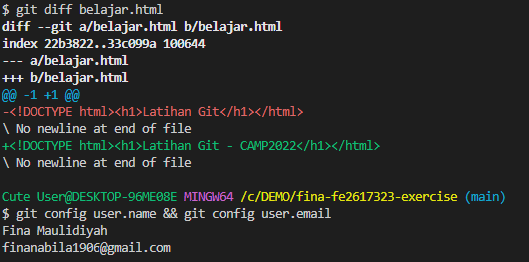 $ git diff belajar.html
diff --git a/belajar.html b/belajar.html
index 22b3822..33c099a 100644
--- a/belajar.html
+++ b/belajar.html
@@ -1 +1 @@
-<!DOCTYPE html><h1>Latihan Git</h1></html>
\ No newline at end of file
+<!DOCTYPE html><h1>Latihan Git - CAMP2022</h1></html>
\ No newline at end of file
Cute User@DESKTOP-96ME08E MINGW64 /c/DEMO/fina-fe2617323-exercise (main)
$ git config user.name && git config user.email
Fina Maulidiyah
finanabila1906@gmail.com